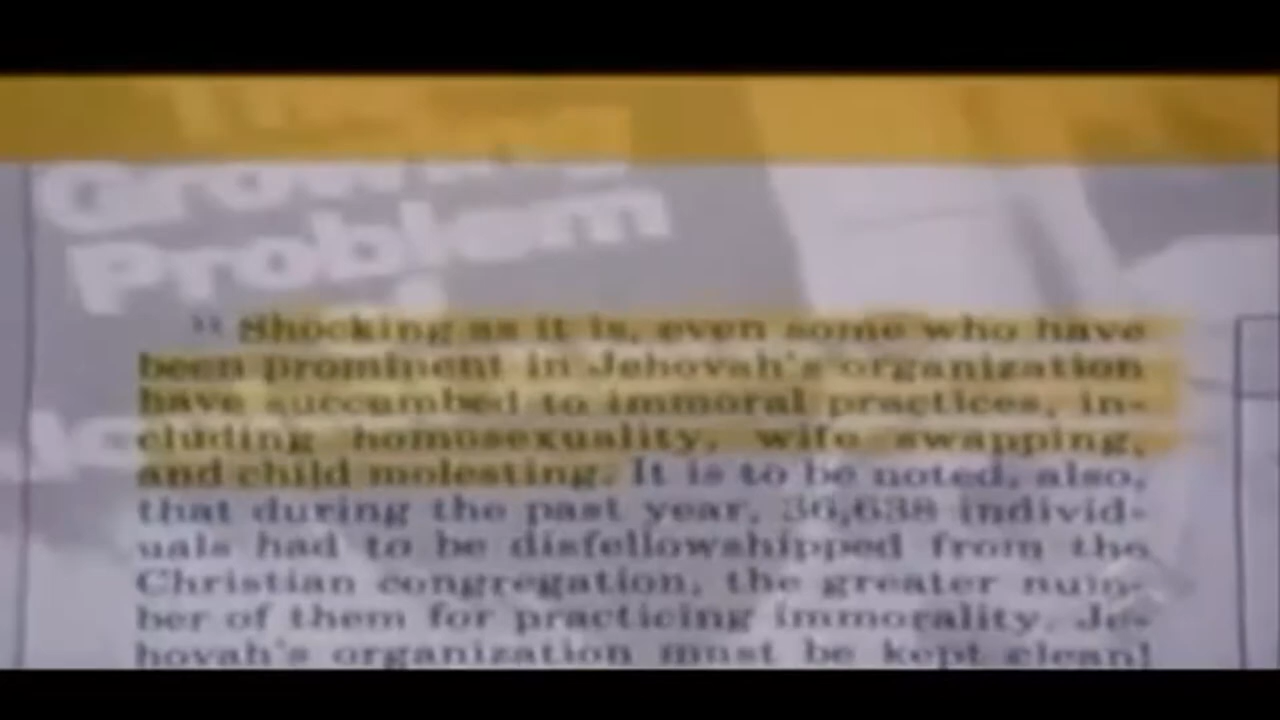 Growing
Problem
11 Shocking as it is, even some who have
been prominent in Jehovah's organization
have succumbed to immoral practices, in-
cluding homosexuality, wife swapping,
and child molesting. It is to be noted, also,
that during the past year, 36,638 individ-
uals had to be disfellowshipped from the
Christian congregation, the greater num-
ber of them for practicing immorality. Je-
hovah's organization must be kept clean!